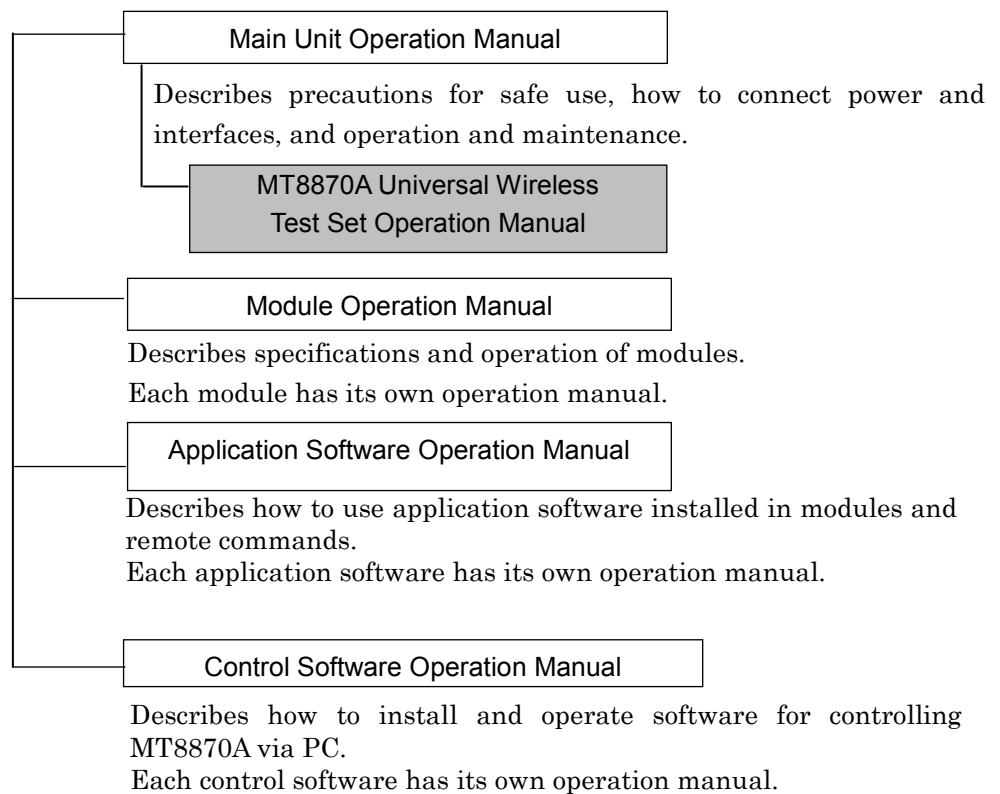 Main Unit Operation Manual
Describes precautions for safe use, how to connect power and
interfaces, and operation and maintenance.
MT8870A Universal Wireless
Test Set Operation Manual
Module Operation Manual
Describes specifications and operation of modules.
Each module has its own operation manual.
Application Software Operation Manual
Describes how to use application software installed in modules and
remote commands.
Each application software has its own operation manual.
Control Software Operation Manual
Describes how to install and operate software for controlling
MT8870A via PC.
Each control software has its own operation manual.